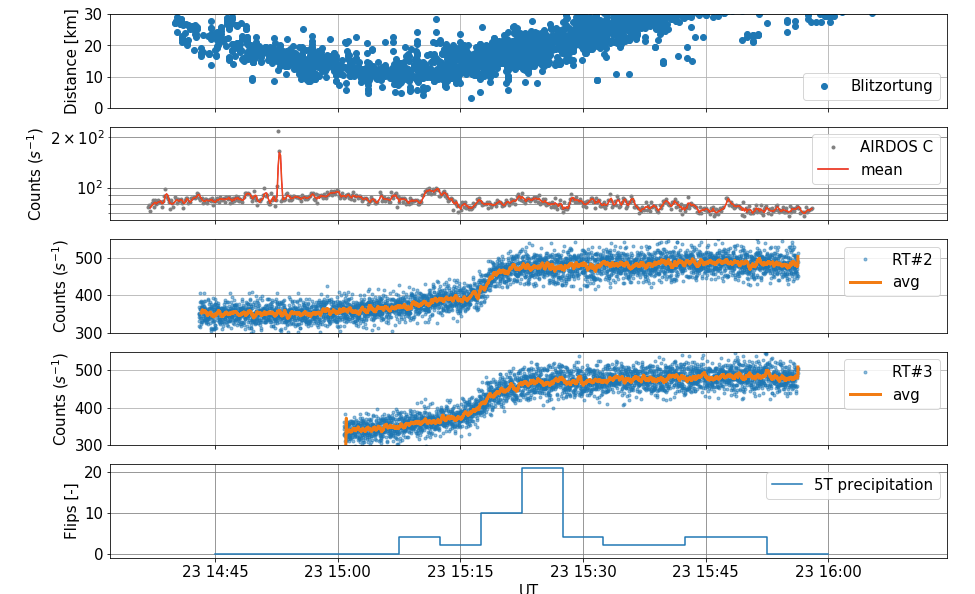 Distance [km]
30
20
10
0
Blitzortung
Counts (s⁻¹)
2 × 10²
10²
AIRDOS C
mean
Counts (s⁻¹)
500
400
300
RT#2
avg
Counts (s⁻¹)
500
400
300
RT#3
avg
Flips [-]
20
10
0
5T precipitation
23 14:45 23 15:00 23 15:15 23 15:30 23 15:45 23 16:00
UT